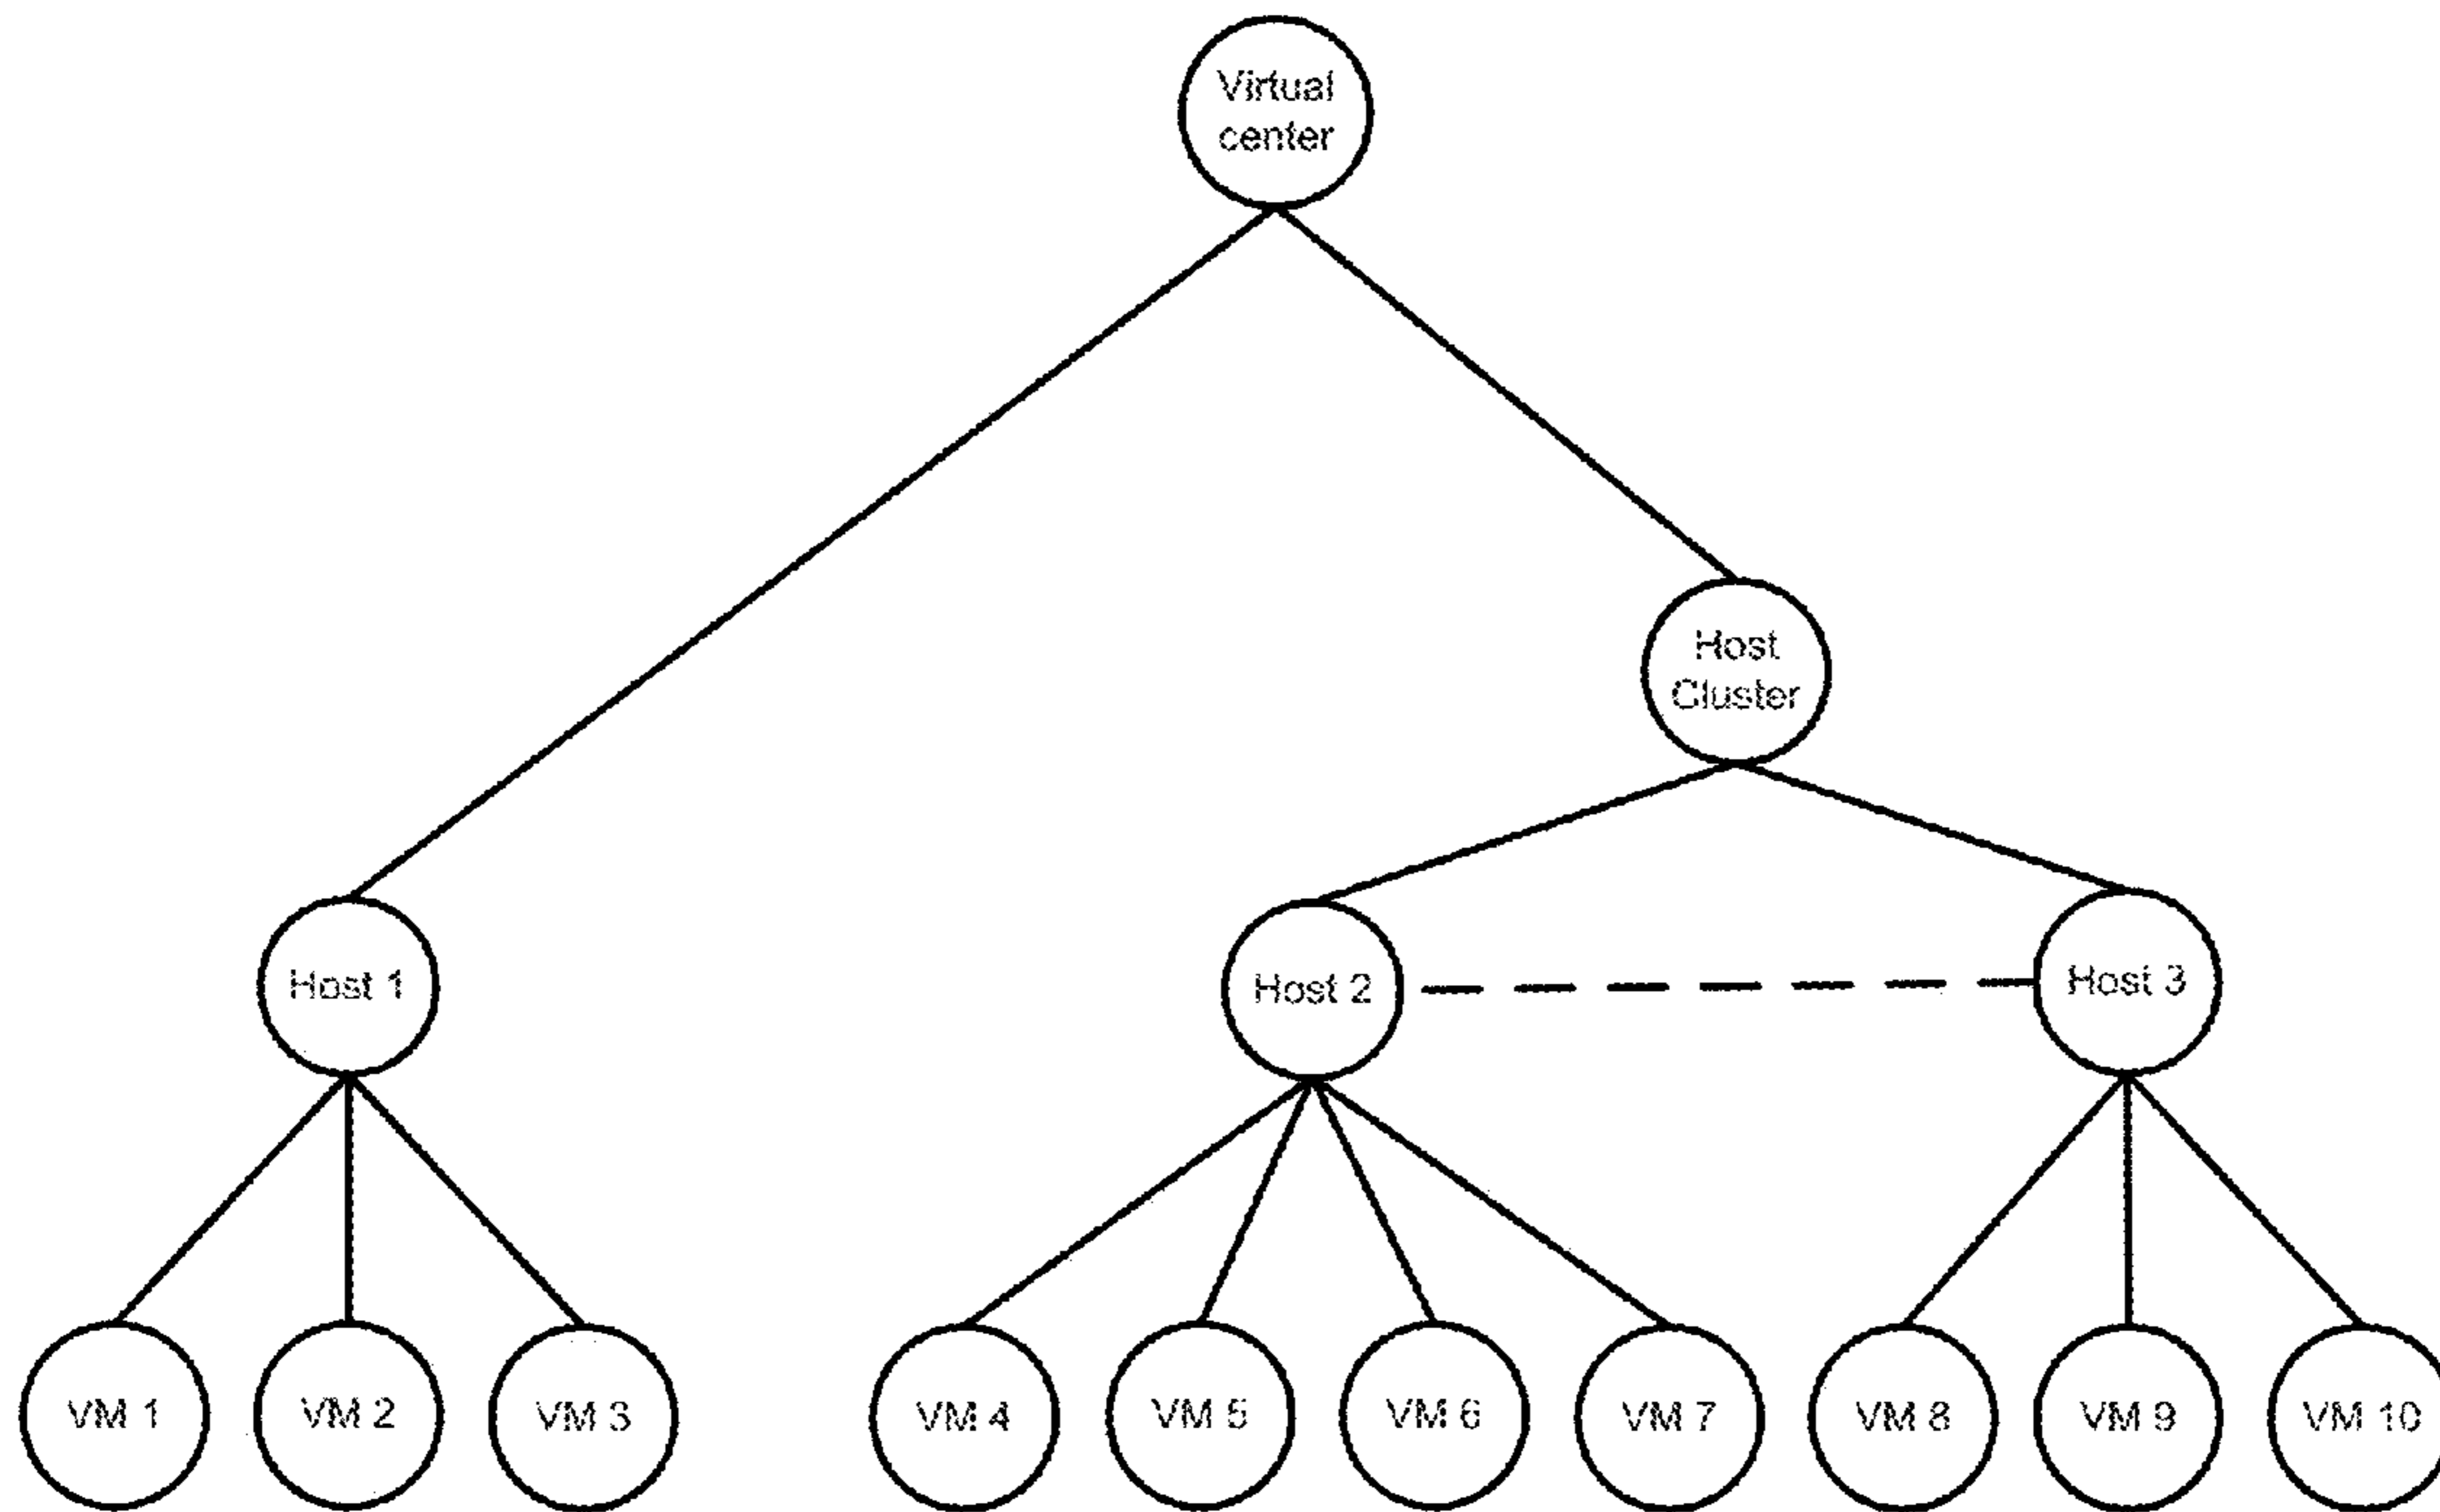 Virtual
center
Host
Cluster
Host 1
Host 2
Host 3
VM 1
VM 2
VM 3
VM 4
VM 5
VM 6
VM 7
VM 8
VM 9
VM 10